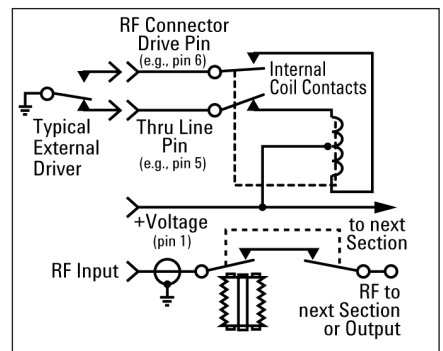 RF Connector
Drive Pin
(e.g., pin 6)
Internal
Coil Contacts
Typical
External
Driver
Thru Line
Pin
(e.g., pin 5)
+Voltage
(pin 1)
to next
Section
RF Input
RF to
next Section
or Output